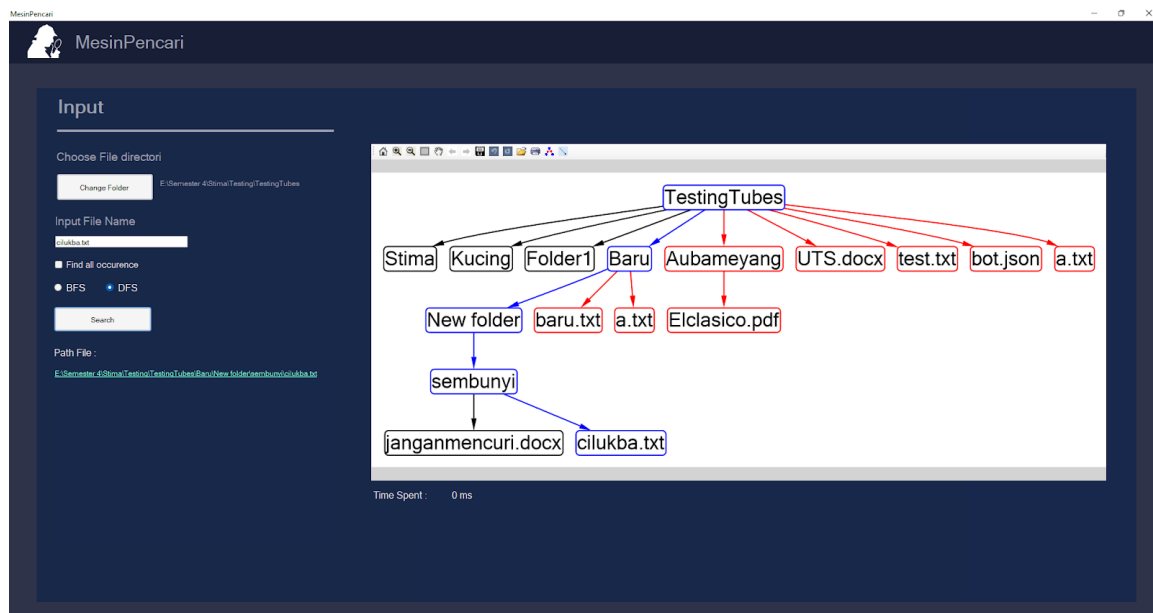 MesinPencari
MesinPencari
Input
Choose File directori
Change Folder
E:\Semester 4\Stima\Testing\TestingTubes
Input File Name
cilukba.txt
Find all occurence
BFS DFS
Search
Path File :
E:\Semester 4\Stima\Testing\TestingTubes\Baru\New folder\sembunyi\cilukba.txt
TestingTubes
Stima Kucing Folder1 Baru Aubameyang UTS.docx test.txt bot.json a.txt
New folder baru.txt a.txt Elclasico.pdf
sembunyi
janganmencuri.docx cilukba.txt
Time Spent : 0 ms